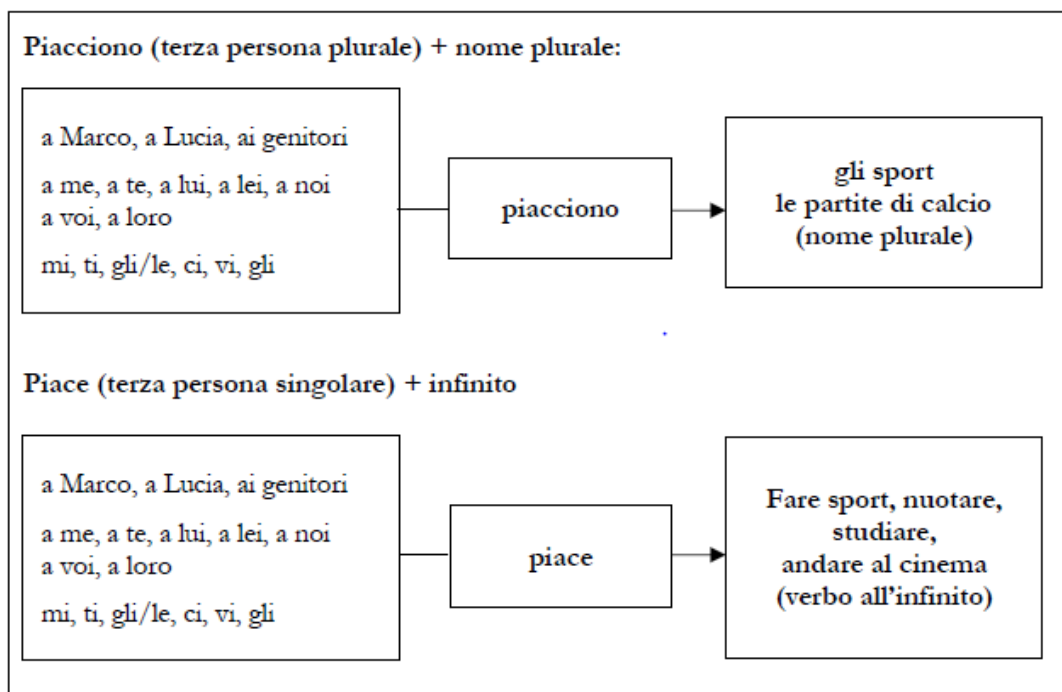 Piacciono (terza persona plurale) + nome plurale:
a Marco, a Lucia, ai genitori
a me, a te, a lui, a lei, a noi
a voi, a loro
mi, ti, gli/le, ci, vi, gli
piacciono
gli sport
le partite di calcio
(nome plurale)
Piace (terza persona singolare) + infinito
a Marco, a Lucia, ai genitori
a me, a te, a lui, a lei, a noi
a voi, a loro
mi, ti, gli/le, ci, vi, gli
piace
Fare sport, nuotare,
studiare,
andare al cinema
(verbo all'infinito)